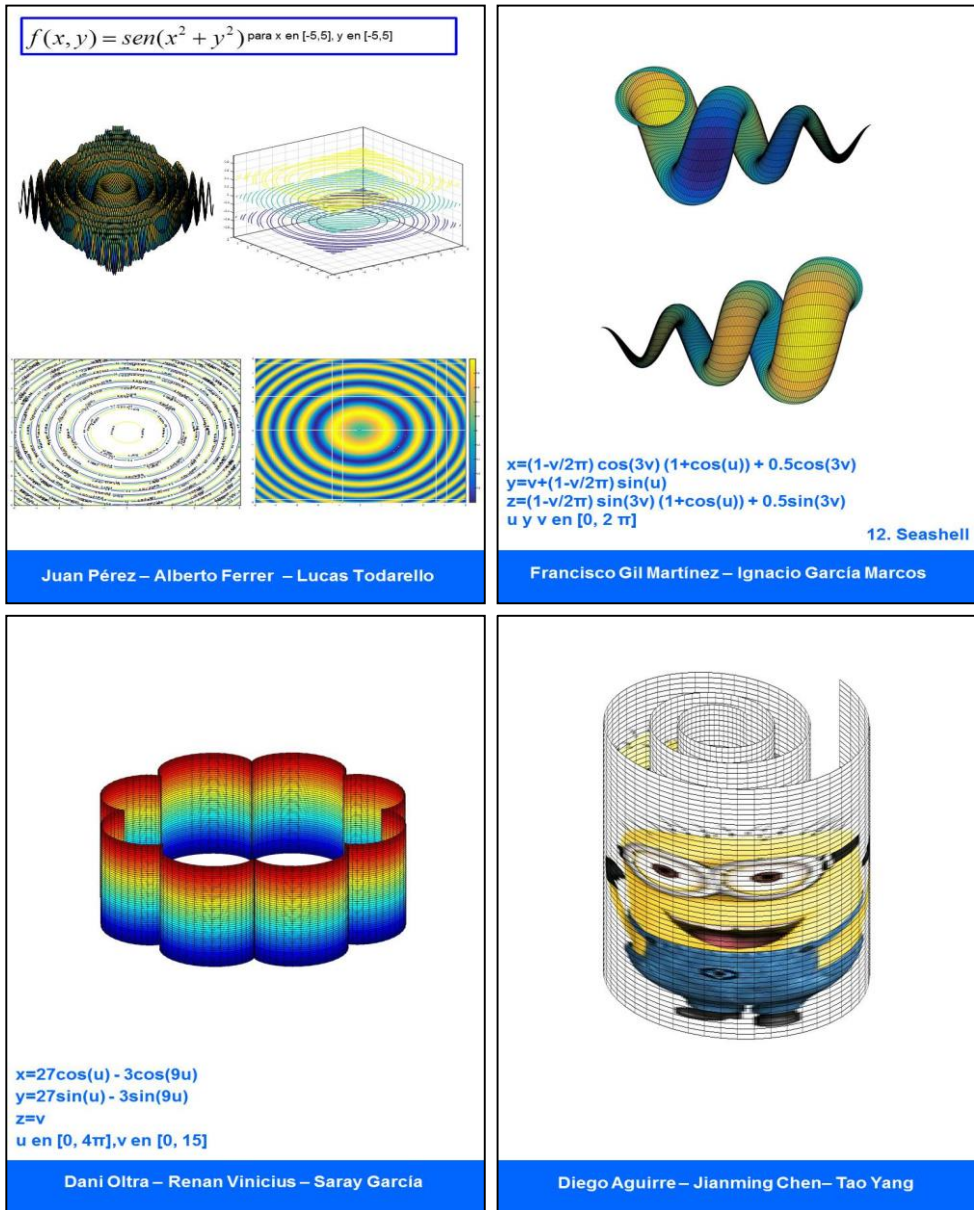 f(x, y) = sen(x² + y²) para x en [-5,5], y en [-5,5]
Juan Pérez – Alberto Ferrer – Lucas Todarello
x=(1-v/2π) cos(3v) (1+cos(u)) + 0.5cos(3v)
y=v+(1-v/2π) sin(u)
z=(1-v/2π) sin(3v) (1+cos(u)) + 0.5sin(3v)
u y v en [0, 2 π]
12. Seashell
Francisco Gil Martínez – Ignacio García Marcos
x=27cos(u) - 3cos(9u)
y=27sin(u) - 3sin(9u)
z=v
u en [0, 4π],v en [0, 15]
Dani Oltra – Renan Vinicius – Saray García
Diego Aguirre – Jianming Chen– Tao Yang